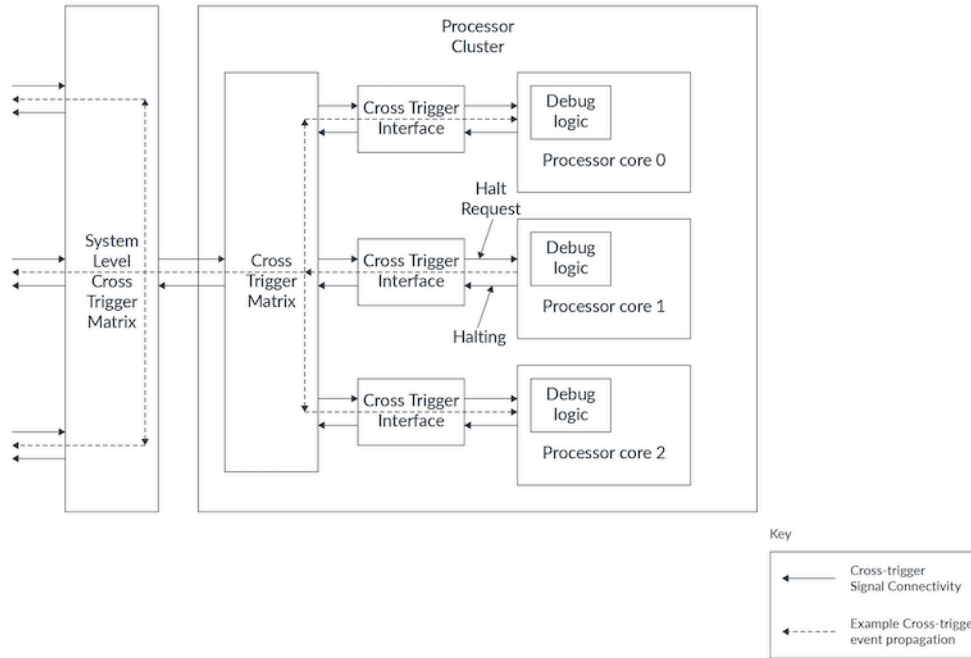 Processor
Cluster
Cross Trigger
Interface
Debug
logic
Processor core 0
Halt
Request
System
Level
Cross
Trigger
Matrix
Cross
Trigger
Matrix
Cross Trigger
Interface
Debug
logic
Processor core 1
Halting
Cross Trigger
Interface
Debug
logic
Processor core 2
Key
Cross-trigger
Signal Connectivity
Example Cross-trigge
event propagation